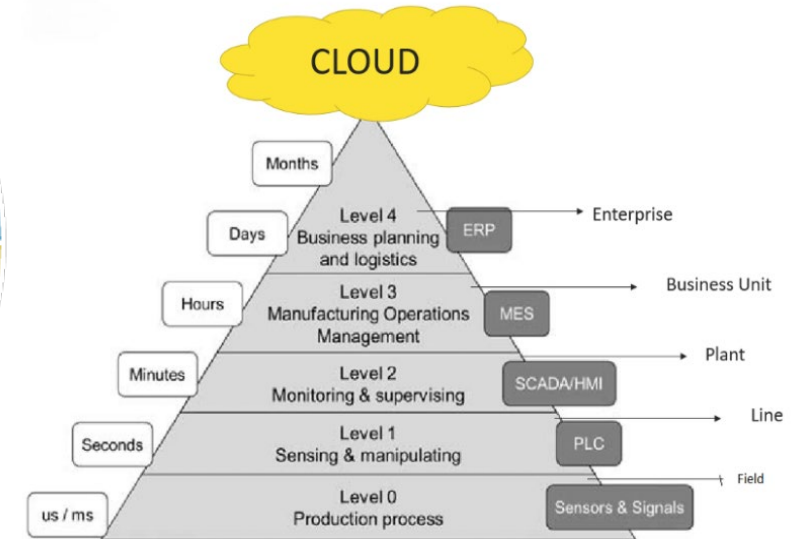 CLOUD
Months
Level 4
Business planning
and logistics
Days
ERP
Enterprise
Level 3
Manufacturing Operations
Management
Hours
MES
Business Unit
Level 2
Monitoring & supervising
Minutes
SCADA/HMI
Plant
Level 1
Sensing & manipulating
Seconds
PLC
Line
Level 0
Production process
us / ms
Sensors & Signals
Field